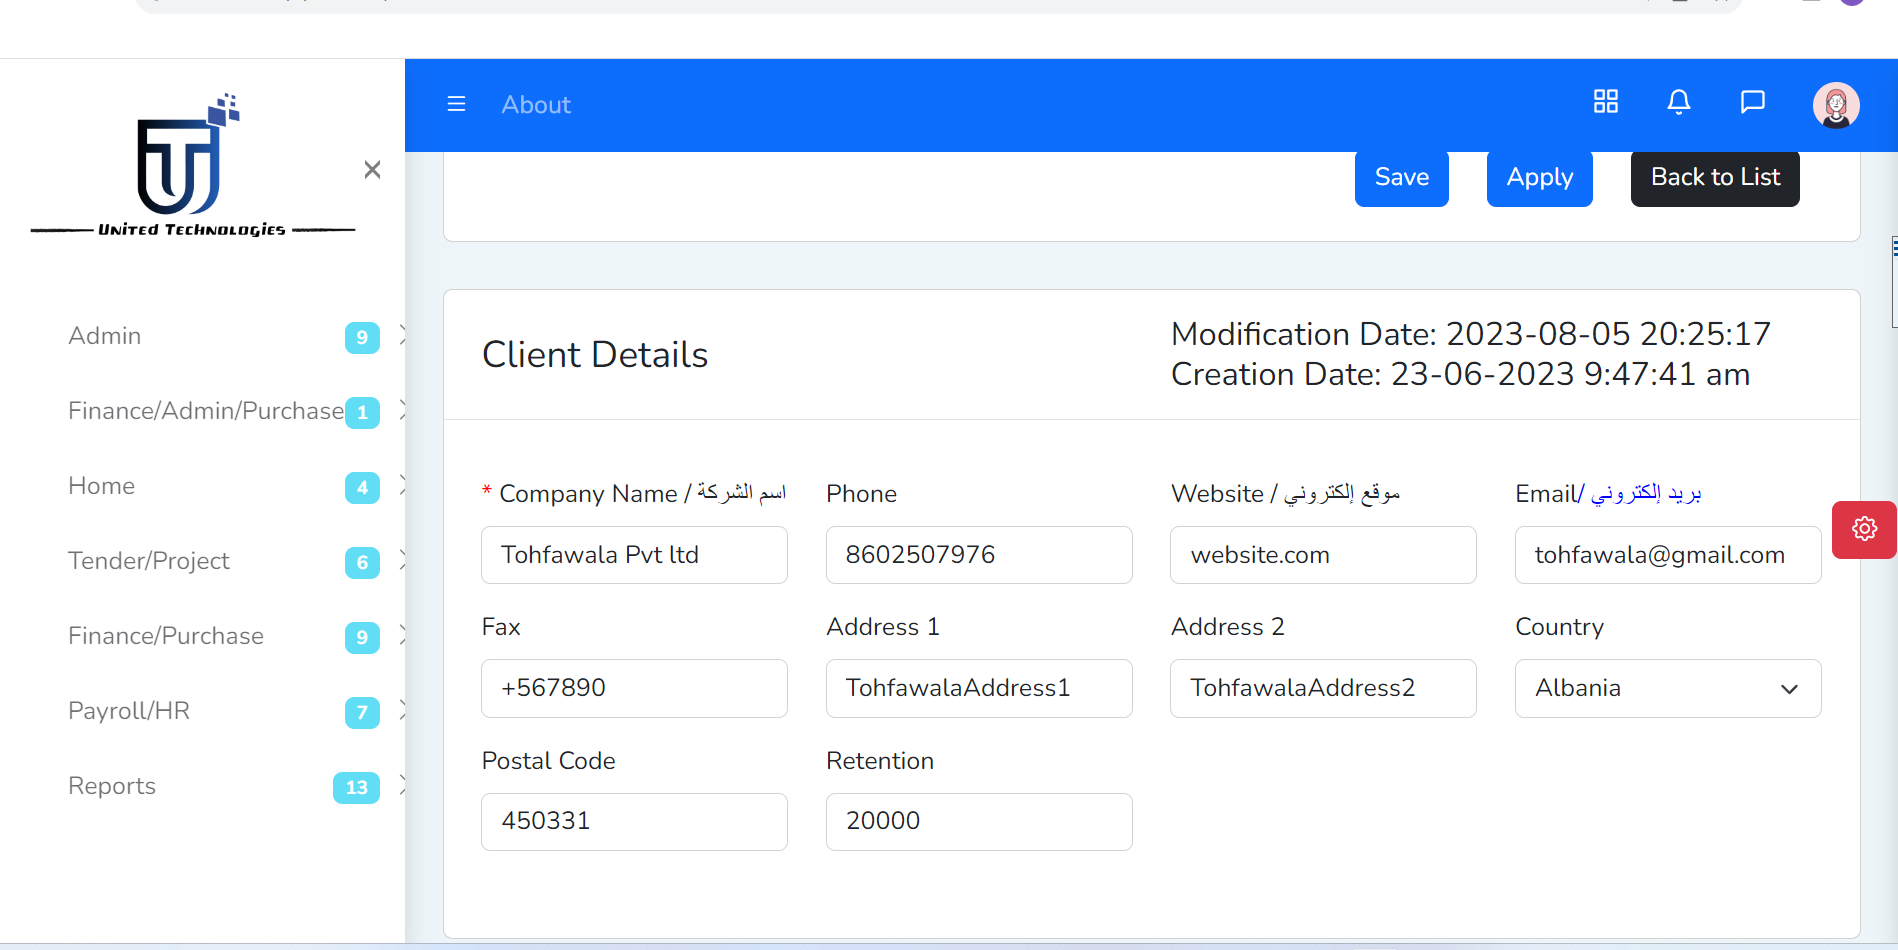 About
Save
Apply
Back to List
United Technologies
Admin 9
Finance/Admin/Purchase 1
Home 4
Tender/Project 6
Finance/Purchase 9
Payroll/HR 7
Reports 13
Client Details
Modification Date: 2023-08-05 20:25:17
Creation Date: 23-06-2023 9:47:41 am
* Company Name / اسم الشركة
Phone
Website / موقع إلكتروني
Email/ بريد إلكتروني
Tohfawala Pvt ltd
8602507976
website.com
tohfawala@gmail.com
Fax
Address 1
Address 2
Country
+567890
TohfawalaAddress1
TohfawalaAddress2
Albania
Postal Code
Retention
450331
20000